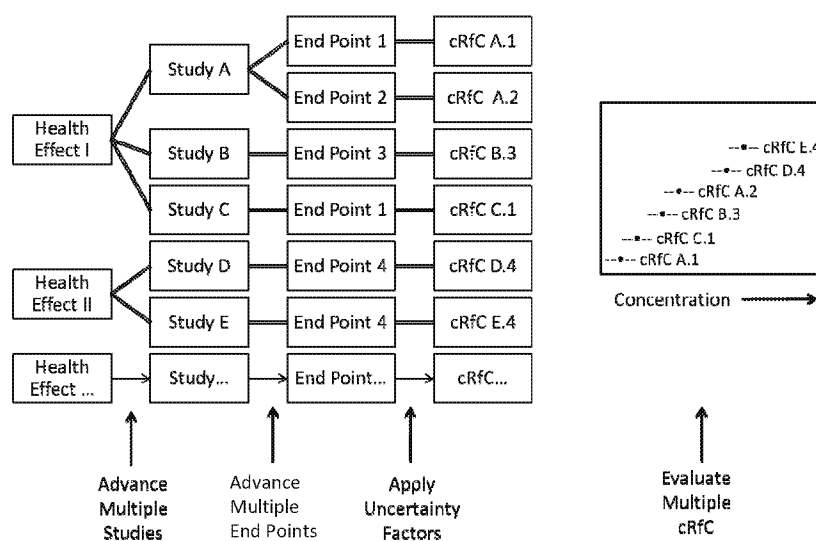 End Point 1
cRfC A.1
Study A
End Point 2
cRfC A.2
Health
Effect I
Study B
End Point 3
cRfC B.3
Study C
End Point 1
cRfC C.1
Study D
End Point 4
cRfC D.4
Health
Effect II
Study E
End Point 4
cRfC E.4
Health
Effect ...
Study...
End Point...
cRfC...
cRfC E.4
cRfC D.4
cRfC A.2
cRfC B.3
cRfC C.1
cRfC A.1
Concentration
Advance
Multiple
Studies
Advance
Multiple
End Points
Apply
Uncertainty
Factors
Evaluate
Multiple
cRfC